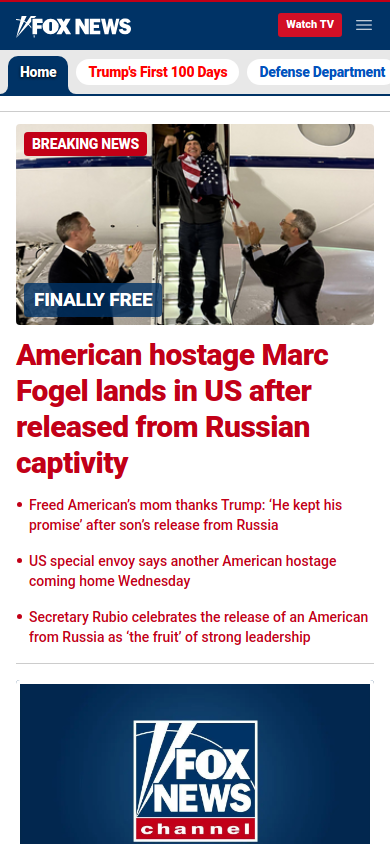 FOX NEWS
Watch TV
Home
Trump's First 100 Days
Defense Department
BREAKING NEWS
FINALLY FREE
American hostage Marc
Fogel lands in US after
released from Russian
captivity
• Freed American’s mom thanks Trump: ‘He kept his
promise’ after son’s release from Russia
• US special envoy says another American hostage
coming home Wednesday
• Secretary Rubio celebrates the release of an American
from Russia as ‘the fruit’ of strong leadership
FOX
NEWS
channel